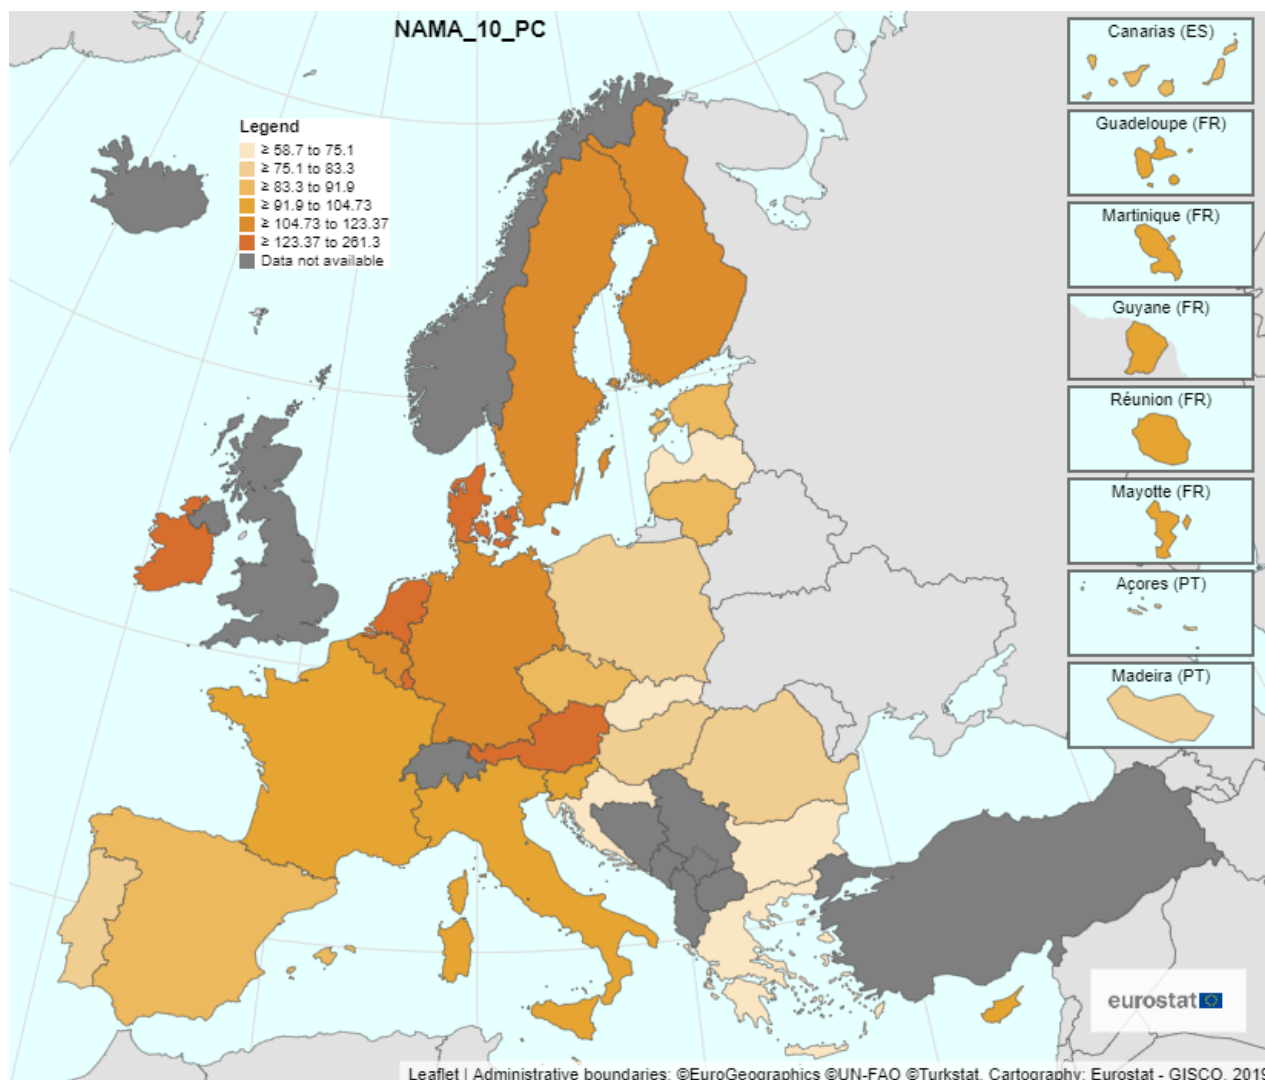 NAMA_10_PC
Legend
≥ 58.7 to 75.1
≥ 75.1 to 83.3
≥ 83.3 to 91.9
≥ 91.9 to 104.73
≥ 104.73 to 123.37
≥ 123.37 to 261.3
Data not available
Canarias (ES)
Guadeloupe (FR)
Martinique (FR)
Guyane (FR)
Réunion (FR)
Mayotte (FR)
Açores (PT)
Madeira (PT)
eurostat
Leaflet | Administrative boundaries: ©EuroGeographics ©UN-FAO ©Turkstat, Cartography: Eurostat - GISCO, 2019